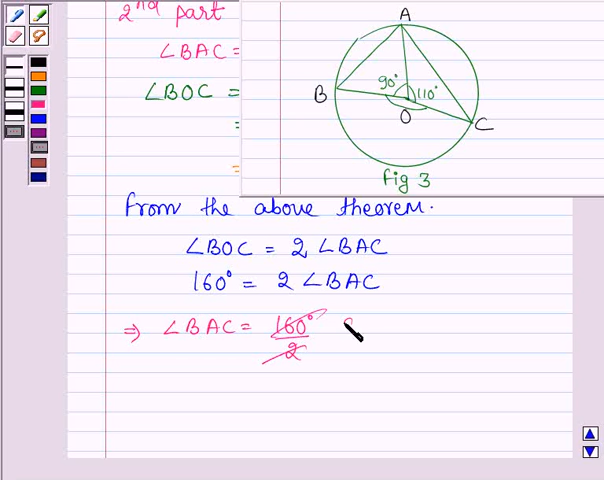 2nd part
∠BAC =
∠BOC =
=
=
A
B
C
O
90°
110°
fig 3
from the above theorem.
∠BOC = 2 ∠BAC
160° = 2 ∠BAC
⇒ ∠BAC = 160°/2